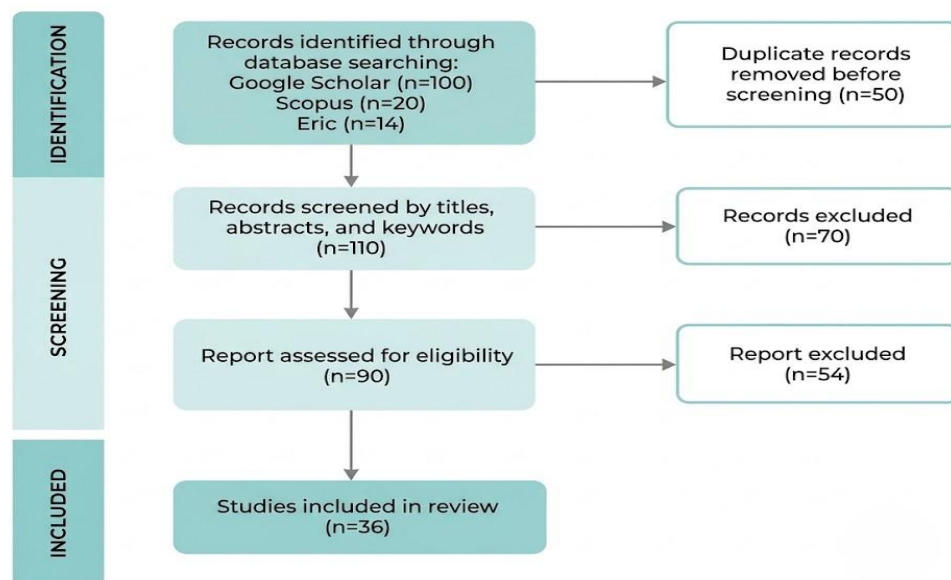 IDENTIFICATION
Records identified through
database searching:
Google Scholar (n=100)
Scopus (n=20)
Eric (n=14)
Duplicate records
removed before
screening (n=50)
SCREENING
Records screened by titles,
abstracts, and keywords
(n=110)
Records excluded
(n=70)
Report assessed for eligibility
(n=90)
Report excluded
(n=54)
INCLUDED
Studies included in review
(n=36)